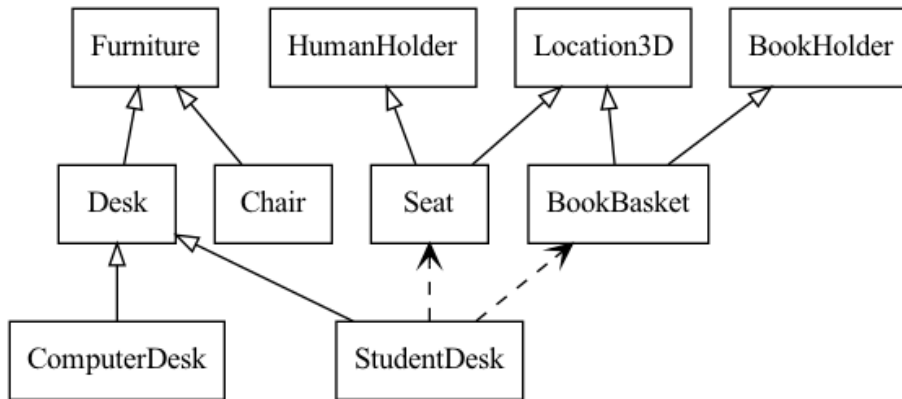 Furniture
HumanHolder
Location3D
BookHolder
Desk
Chair
Seat
BookBasket
ComputerDesk
StudentDesk